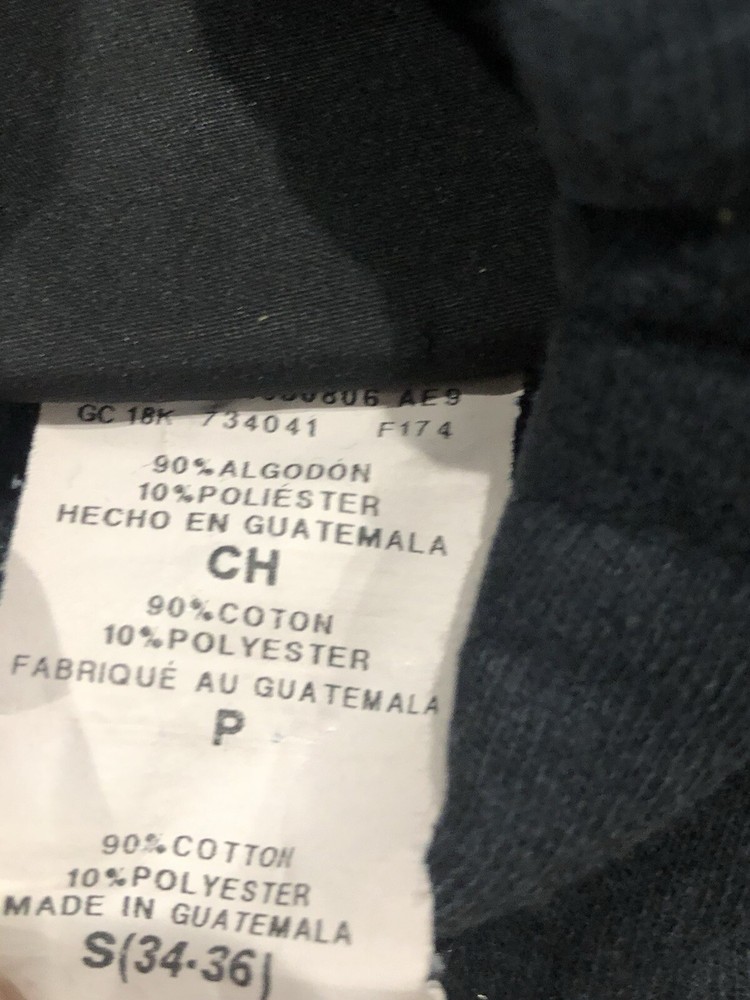 AE9
GC 18K 734041 F174
90%ALGODÓN
10%POLIÉSTER
HECHO EN GUATEMALA
CH
90%COTON
10%POLYESTER
FABRIQUÉ AU GUATEMALA
P
90%COTTON
10%POLYESTER
MADE IN GUATEMALA
S(34-36)